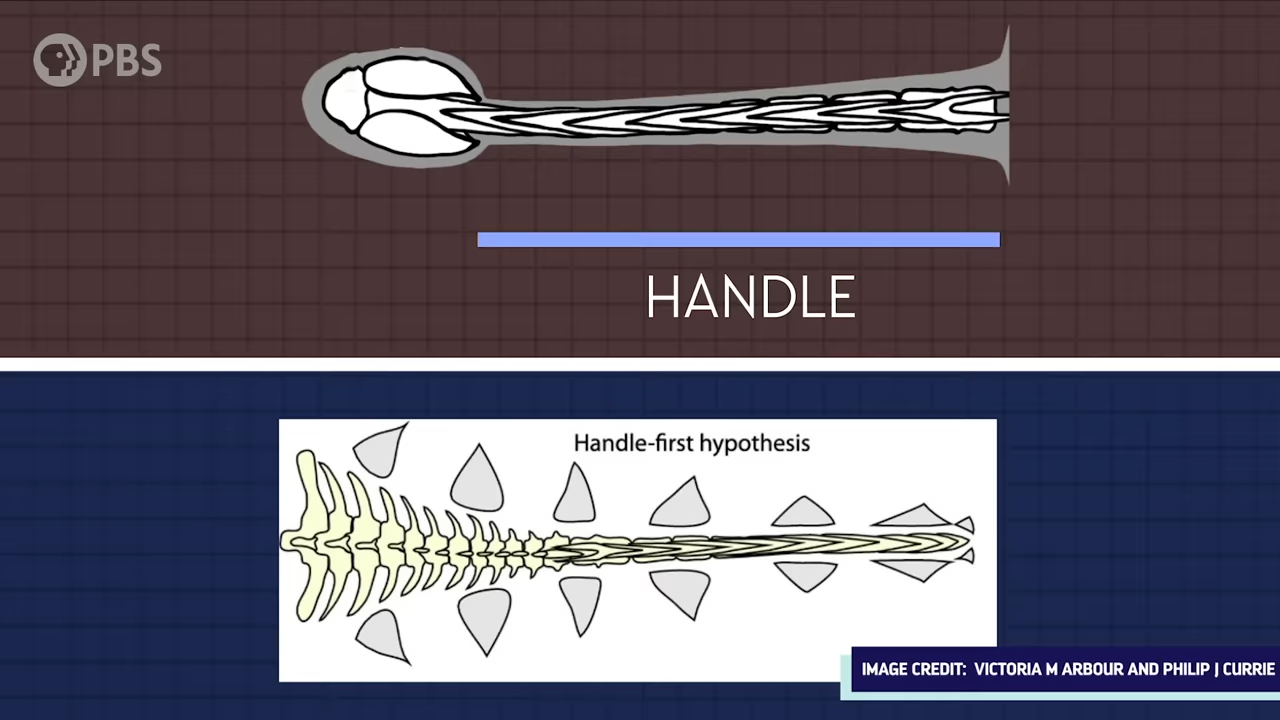 PBS
HANDLE
Handle-first hypothesis
IMAGE CREDIT: VICTORIA M ARBOUR AND PHILIP J CURRIE